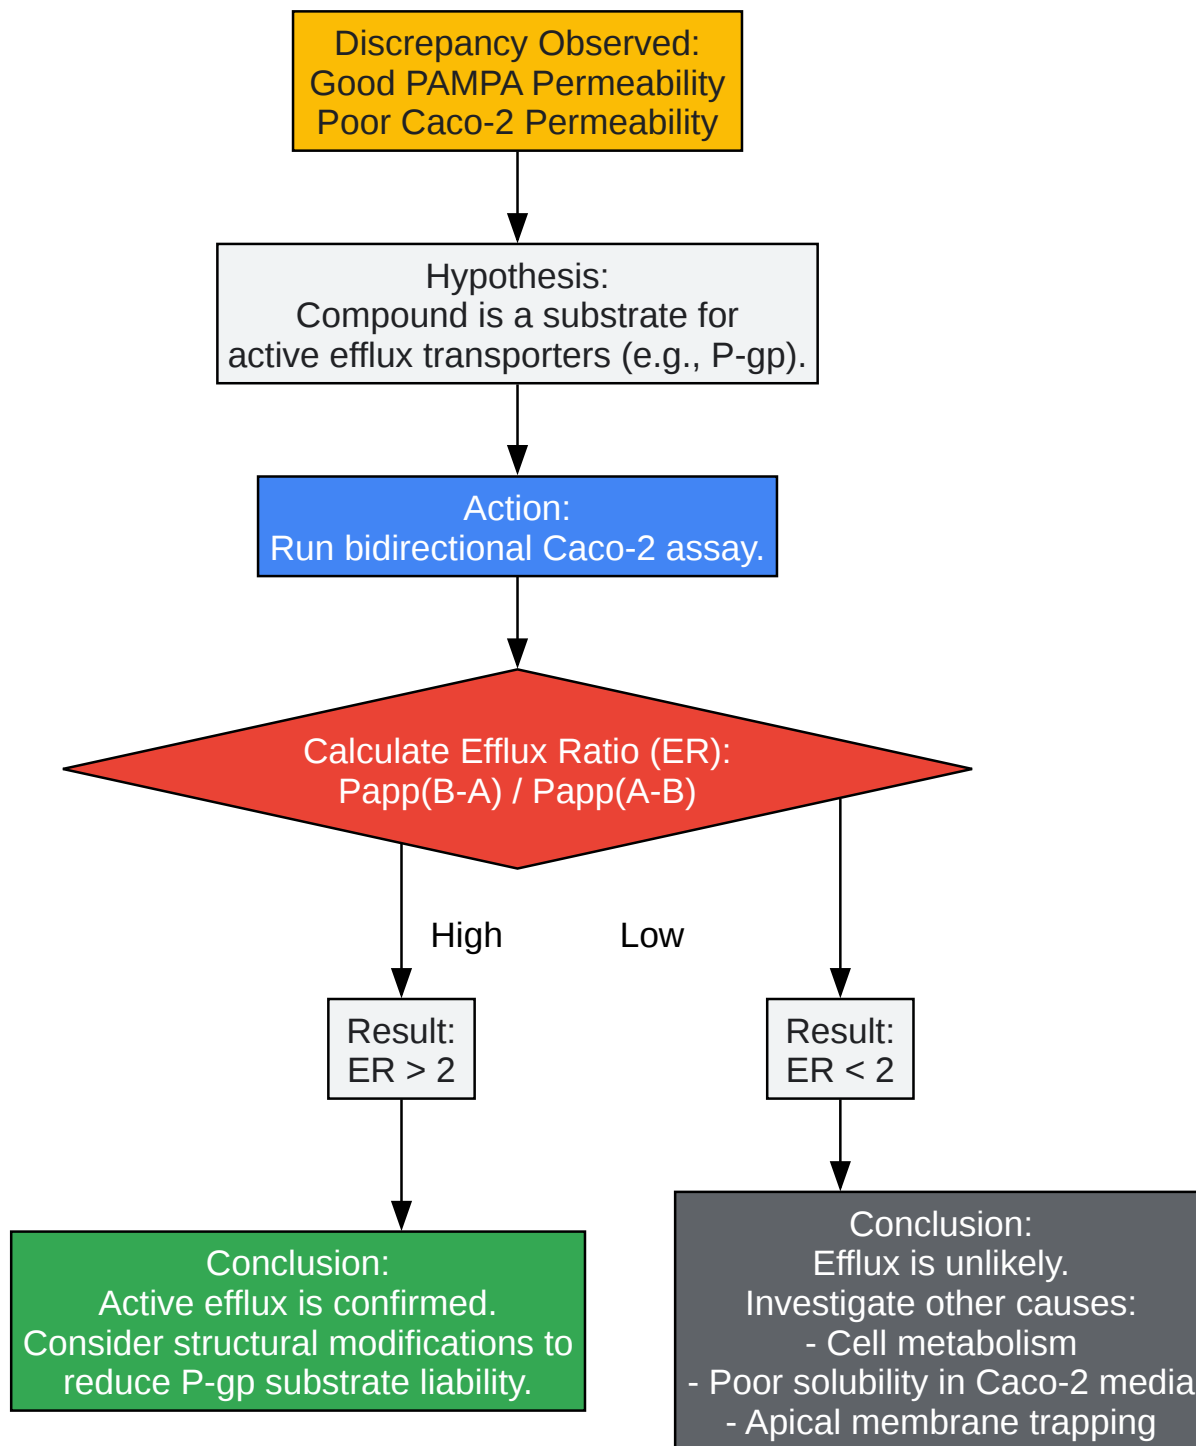 Discrepancy Observed:
Good PAMPA Permeability
Poor Caco-2 Permeability
Hypothesis:
Compound is a substrate for
active efflux transporters (e.g., P-gp).
Action:
Run bidirectional Caco-2 assay.
Calculate Efflux Ratio (ER):
Papp(B-A) / Papp(A-B)
High
Low
Result:
ER > 2
Result:
ER < 2
Conclusion:
Active efflux is confirmed.
Consider structural modifications to
reduce P-gp substrate liability.
Conclusion:
Efflux is unlikely.
Investigate other causes:
- Cell metabolism
- Poor solubility in Caco-2 media
- Apical membrane trapping